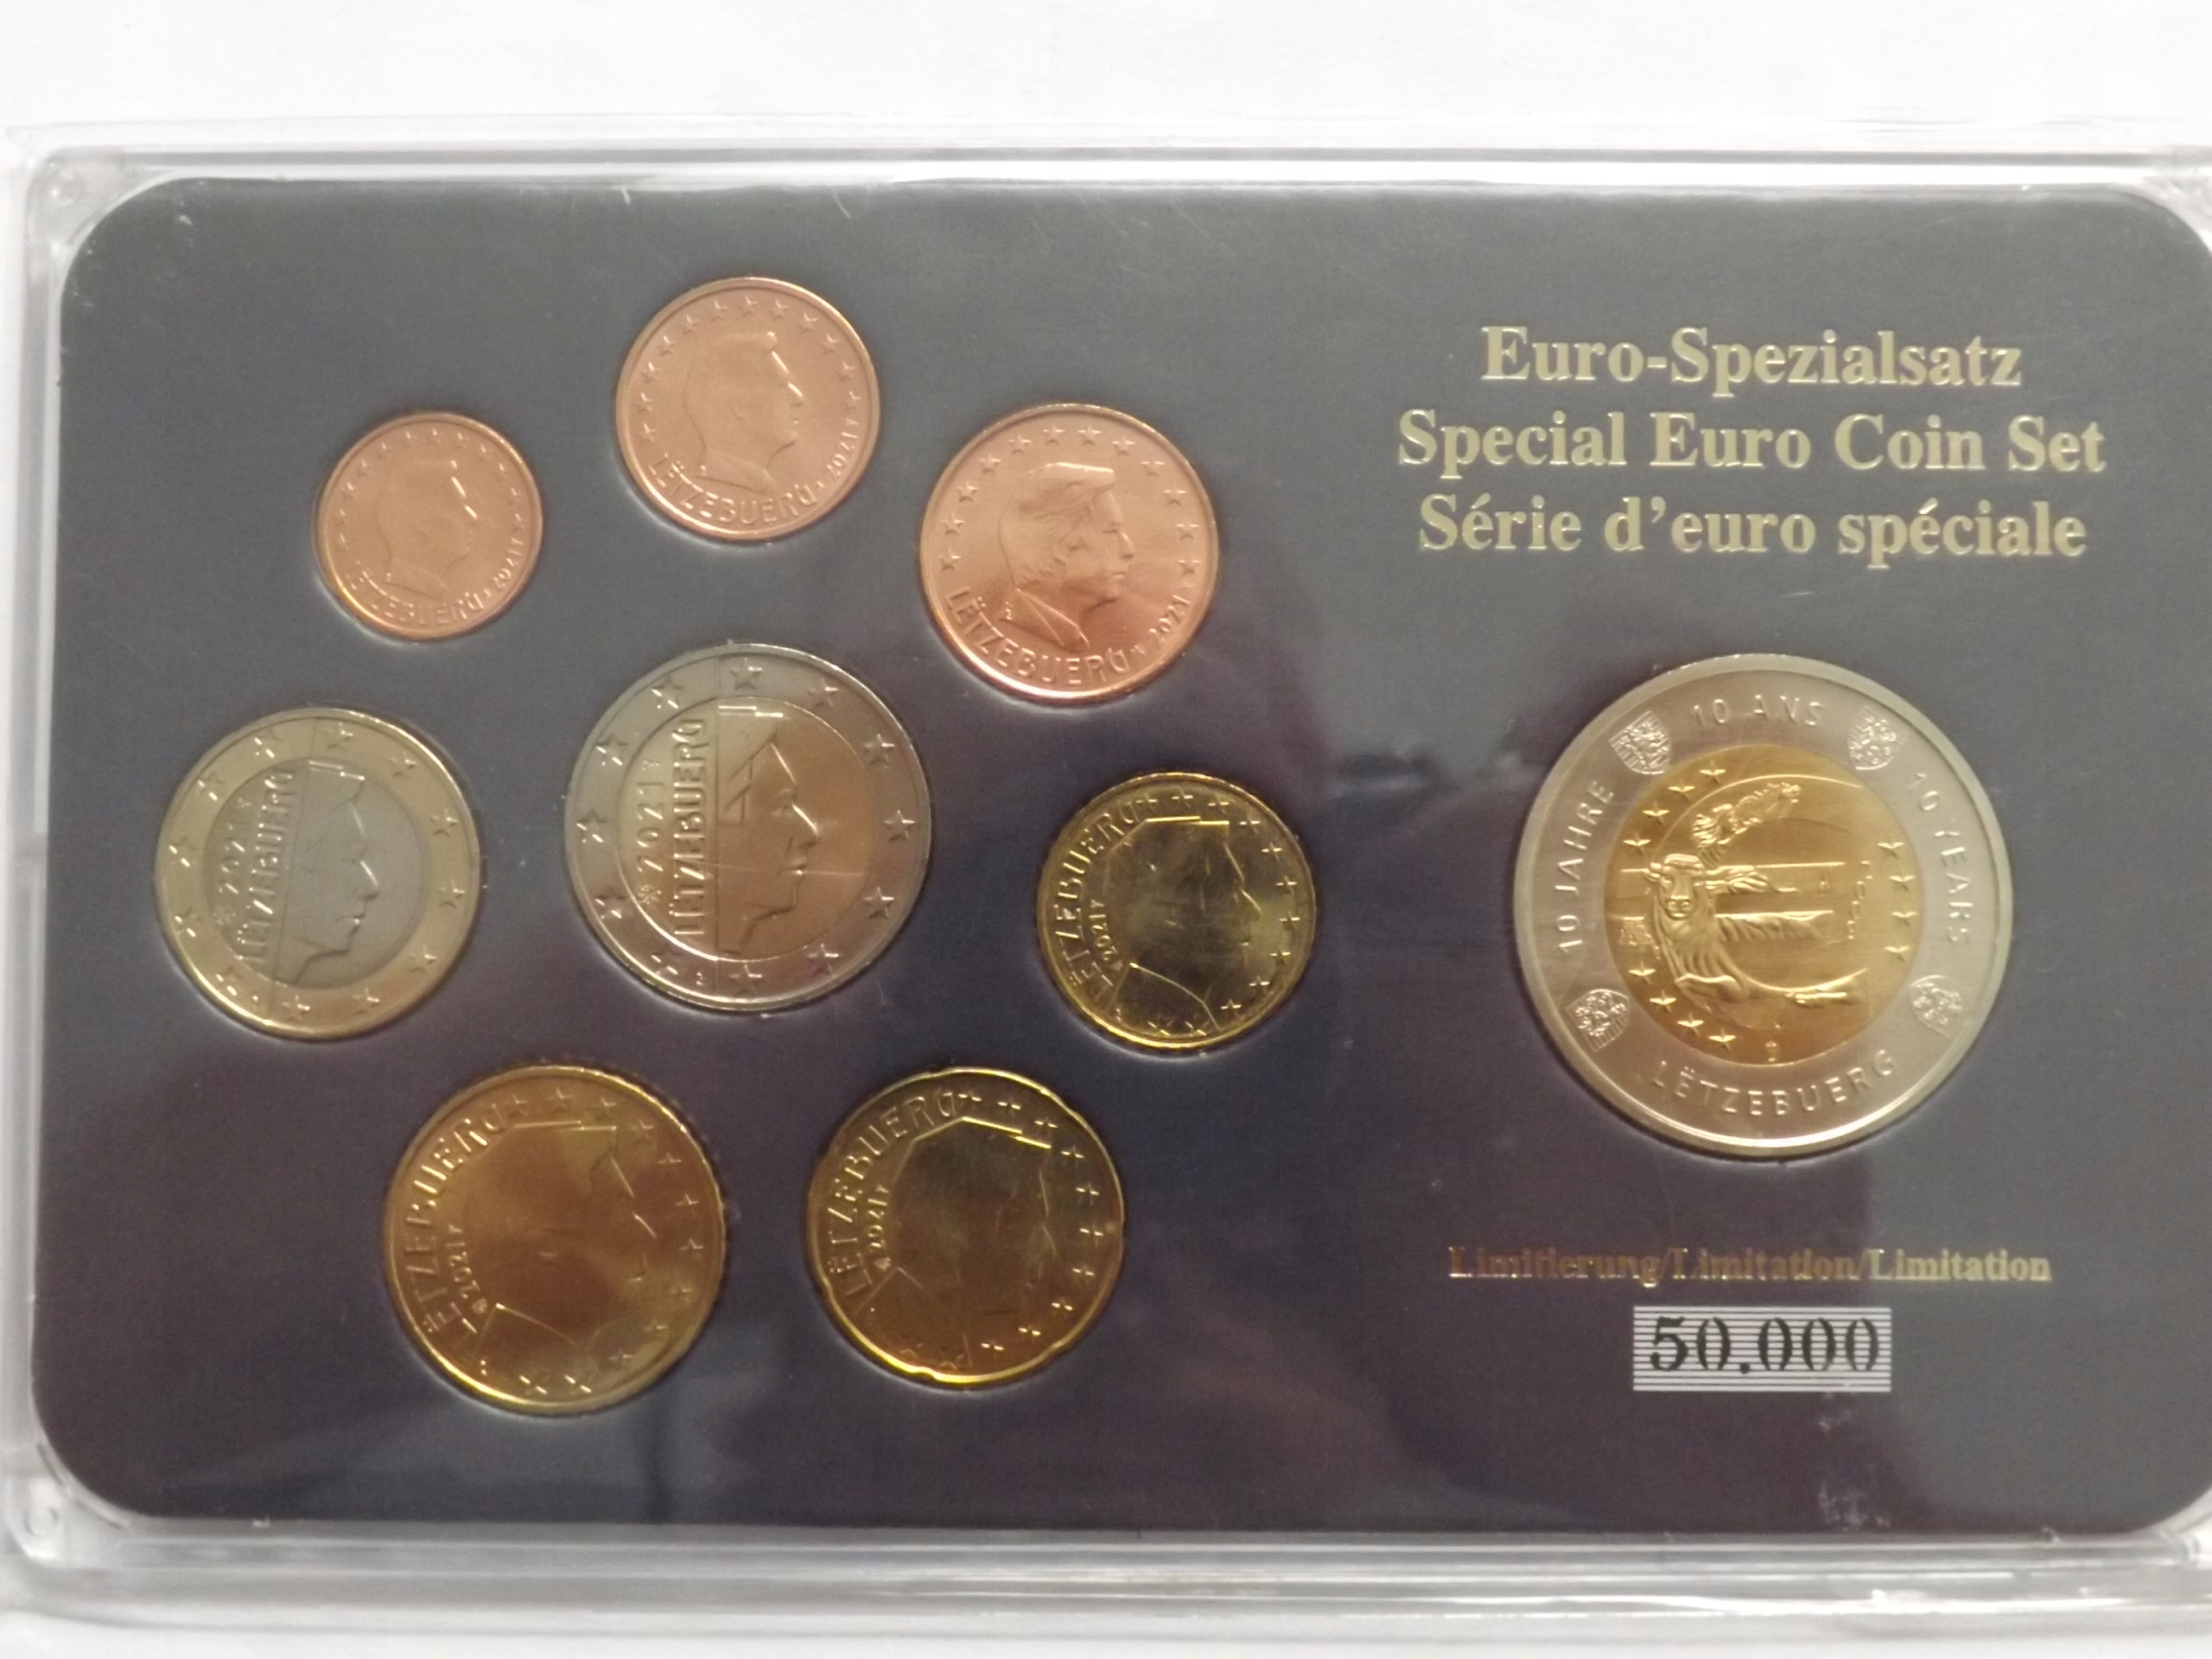 Euro-Spezialsatz
Special Euro Coin Set
Série d'euro spéciale
LËTZEBUERG 2021
LËTZEBUERG 2021
LËTZEBUERG 2021
2021
LËTZEBUERG
2021
LËTZEBUERG
LËTZEBUERG
2021
LËTZEBUERG
2021
LËTZEBUERG
2021
10 JAHRE
10 ANS
10 YEARS
LËTZEBUERG
Limitierung/Limitation/Limitation
50.000